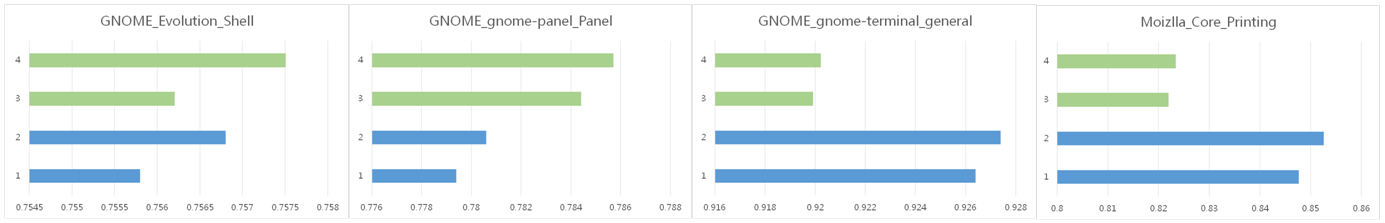 GNOME_Evolution_Shell
4
3
2
1
0.7545 0.755 0.7555 0.756 0.7565 0.757 0.7575 0.758
GNOME_gnome-panel_Panel
4
3
2
1
0.776 0.778 0.78 0.782 0.784 0.786 0.788
GNOME_gnome-terminal_general
4
3
2
1
0.916 0.918 0.92 0.922 0.924 0.926 0.928
Moizlla_Core_Printing
4
3
2
1
0.8 0.81 0.82 0.83 0.84 0.85 0.86